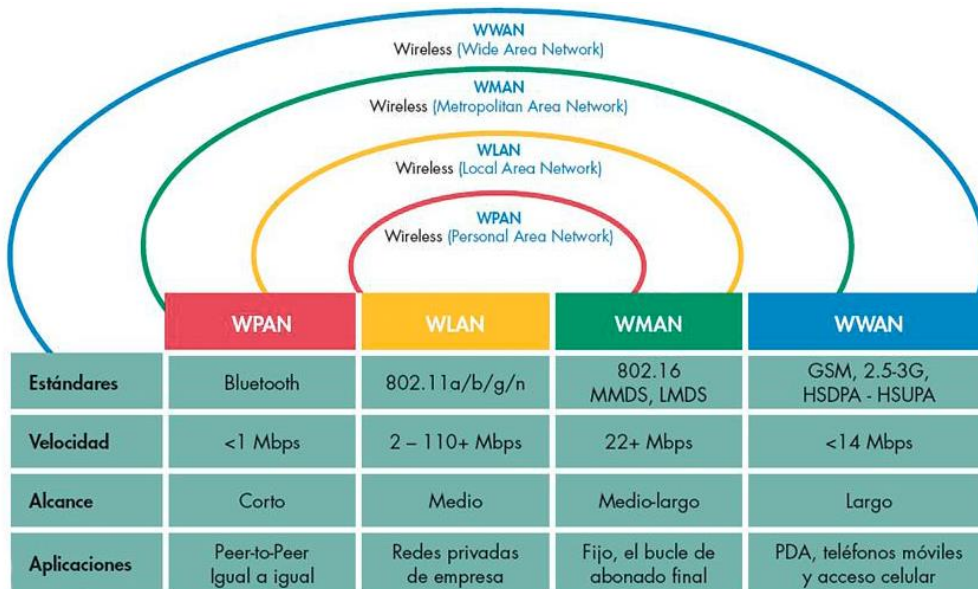 WWAN
Wireless (Wide Area Network)
WMAN
Wireless (Metropolitan Area Network)
WLAN
Wireless (Local Area Network)
WPAN
Wireless (Personal Area Network)
WPAN WLAN WMAN WWAN
Estándares Bluetooth 802.11a/b/g/n 802.16 MMDS, LMDS GSM, 2.5-3G, HSDPA - HSUPA
Velocidad <1 Mbps 2 – 110+ Mbps 22+ Mbps <14 Mbps
Alcance Corto Medio Medio-largo Largo
Aplicaciones Peer-to-Peer Igual a igual Redes privadas de empresa Fijo, el bucle de abonado final PDA, teléfonos móviles y acceso celular